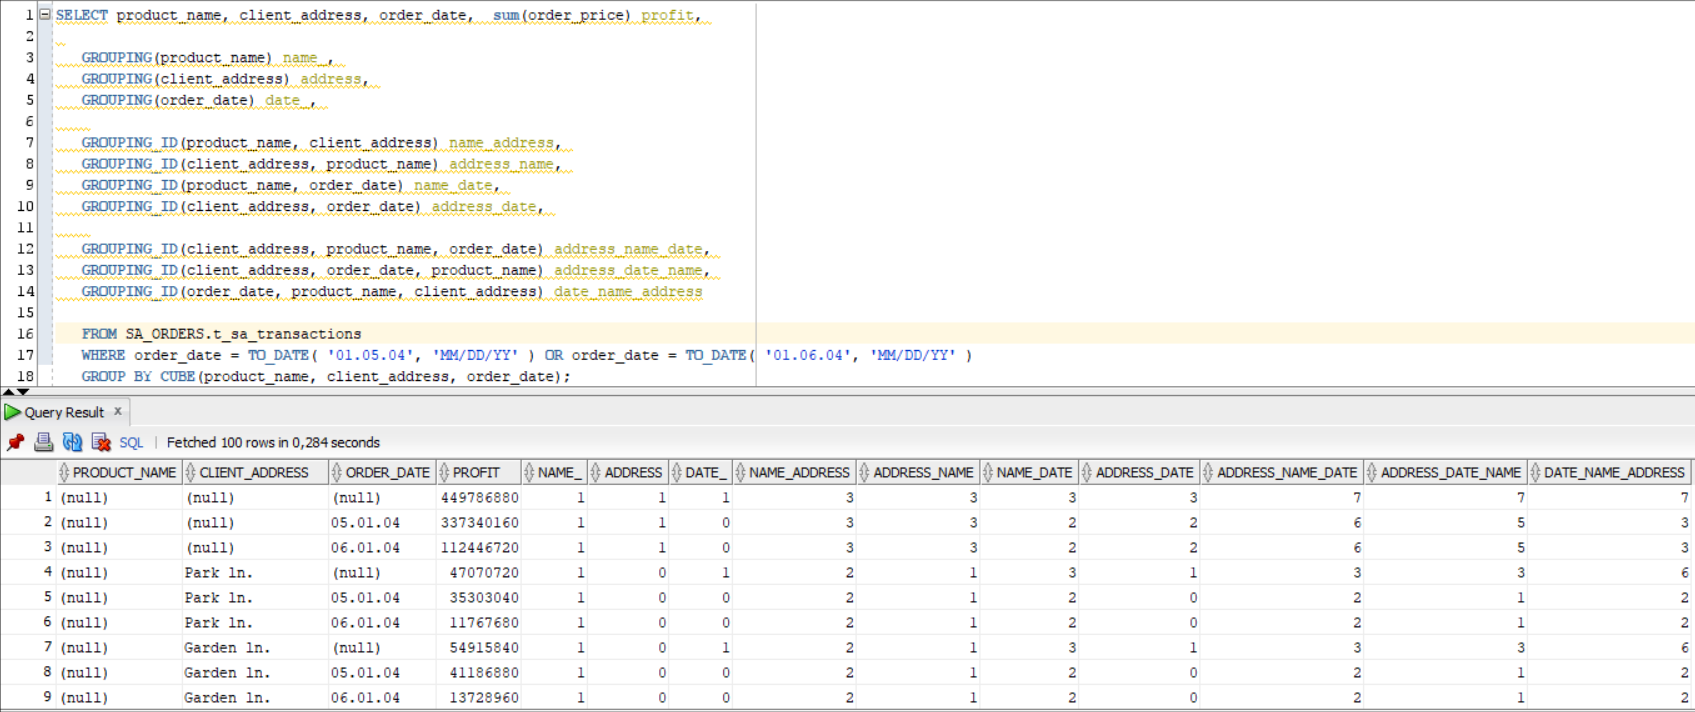 1 SELECT product_name, client_address, order_date,  sum(order_price) profit,
2
3 GROUPING(product_name) name_,
4 GROUPING(client_address) address,
5 GROUPING(order_date) date_,
6
7 GROUPING_ID(product_name, client_address) name_address,
8 GROUPING_ID(client_address, product_name) address_name,
9 GROUPING_ID(product_name, order_date) name_date,
10 GROUPING_ID(client_address, order_date) address_date,
11
12 GROUPING_ID(client_address, product_name, order_date) address_name_date,
13 GROUPING_ID(client_address, order_date, product_name) address_date_name,
14 GROUPING_ID(order_date, product_name, client_address) date_name_address
15
16 FROM SA_ORDERS.t_sa_transactions
17 WHERE order_date = TO_DATE( '01.05.04', 'MM/DD/YY' ) OR order_date = TO_DATE( '01.06.04', 'MM/DD/YY' )
18 GROUP BY CUBE(product_name, client_address, order_date);
Query Result x
SQL | Fetched 100 rows in 0,284 seconds
PRODUCT_NAME CLIENT_ADDRESS ORDER_DATE PROFIT NAME_ ADDRESS DATE_ NAME_ADDRESS ADDRESS_NAME NAME_DATE ADDRESS_DATE ADDRESS_NAME_DATE ADDRESS_DATE_NAME DATE_NAME_ADDRESS
1 (null) (null) (null) 449786880 1 1 1 3 3 3 3 7 7 7
2 (null) (null) 05.01.04 337340160 1 1 0 3 3 2 2 6 5 3
3 (null) (null) 06.01.04 112446720 1 1 0 3 3 2 2 6 5 3
4 (null) Park ln. (null) 47070720 1 0 1 2 1 3 1 3 3 6
5 (null) Park ln. 05.01.04 35303040 1 0 0 2 1 2 0 2 1 2
6 (null) Park ln. 06.01.04 11767680 1 0 0 2 1 2 0 2 1 2
7 (null) Garden ln. (null) 54915840 1 0 1 2 1 3 1 3 3 6
8 (null) Garden ln. 05.01.04 41186880 1 0 0 2 1 2 0 2 1 2
9 (null) Garden ln. 06.01.04 13728960 1 0 0 2 1 2 0 2 1 2